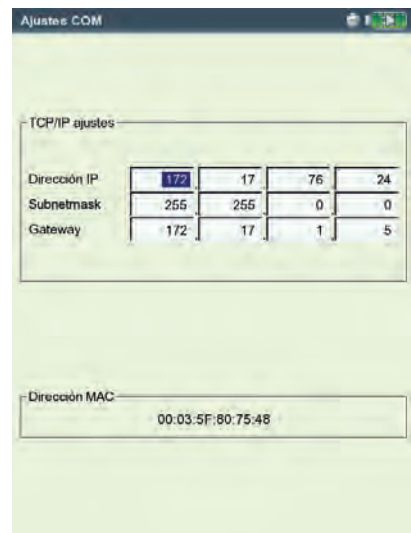 Ajustes COM
TCP/IP ajustes
Dirección IP 172 . 17 . 76 . 24
Subnetmask 255 . 255 . 0 . 0
Gateway 172 . 17 . 1 . 5
Dirección MAC
00:03:5F:80:75:48